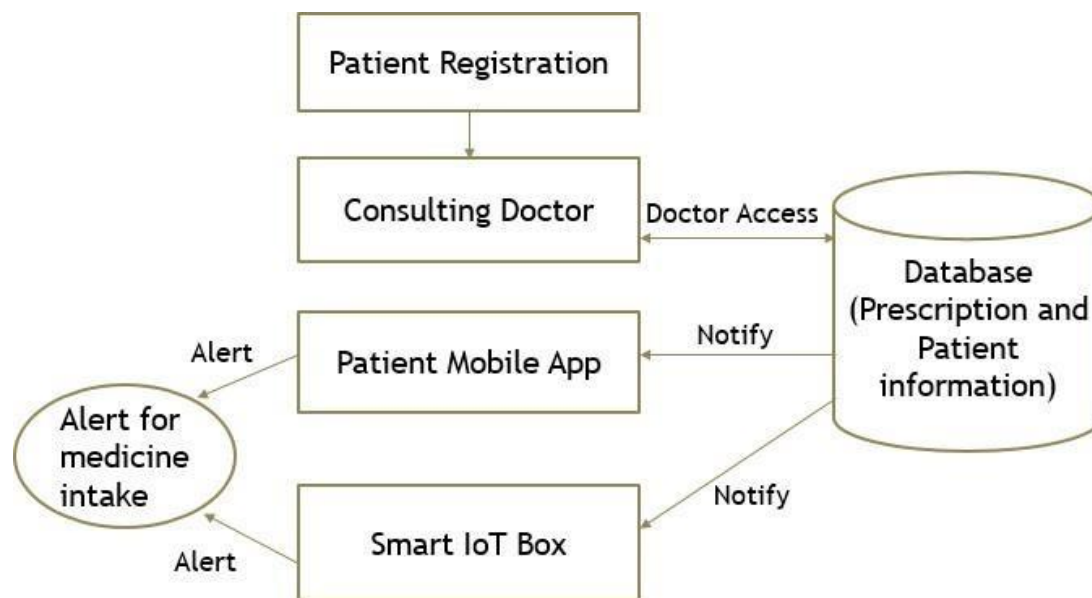 Patient Registration
Consulting Doctor
Doctor Access
Database
(Prescription and
Patient
information)
Notify
Patient Mobile App
Alert
Alert for
medicine
intake
Notify
Smart IoT Box
Alert